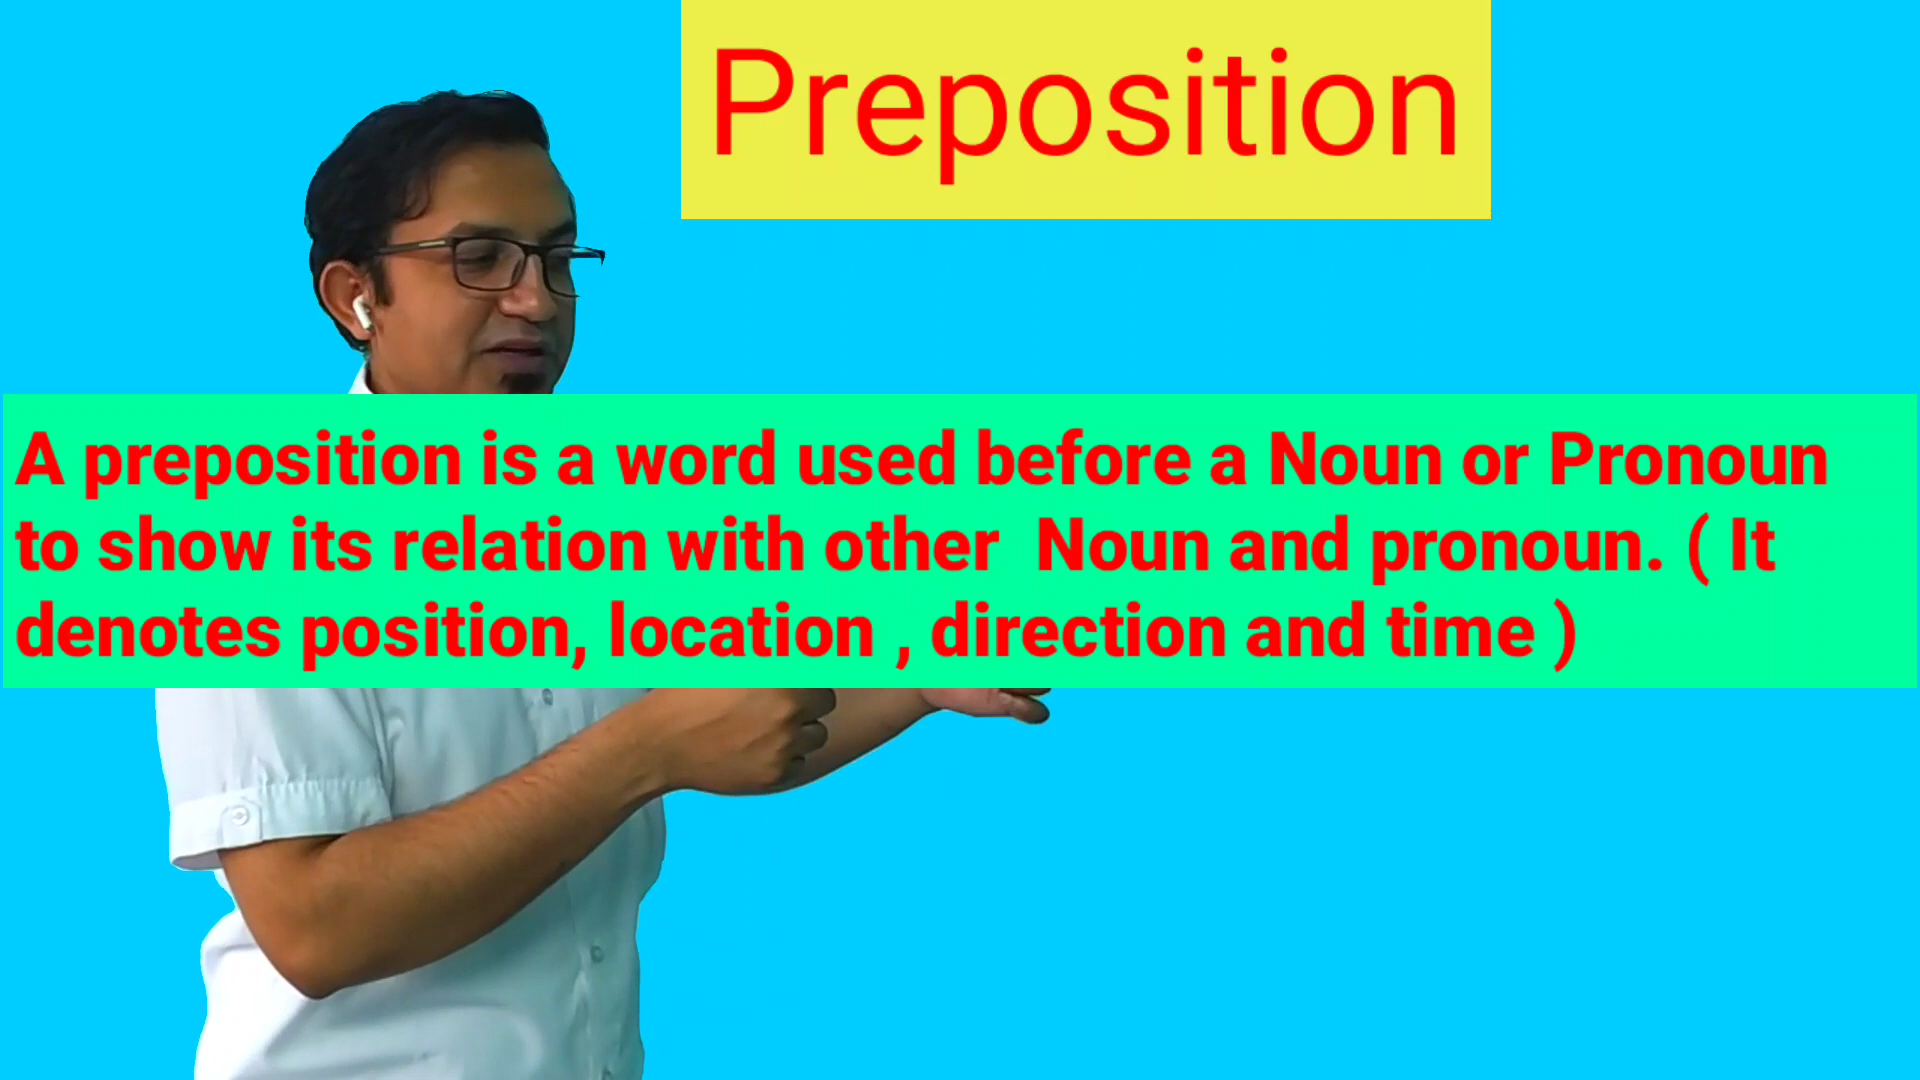 Preposition
A preposition is a word used before a Noun or Pronoun
to show its relation with other  Noun and pronoun. ( It
denotes position, location , direction and time )